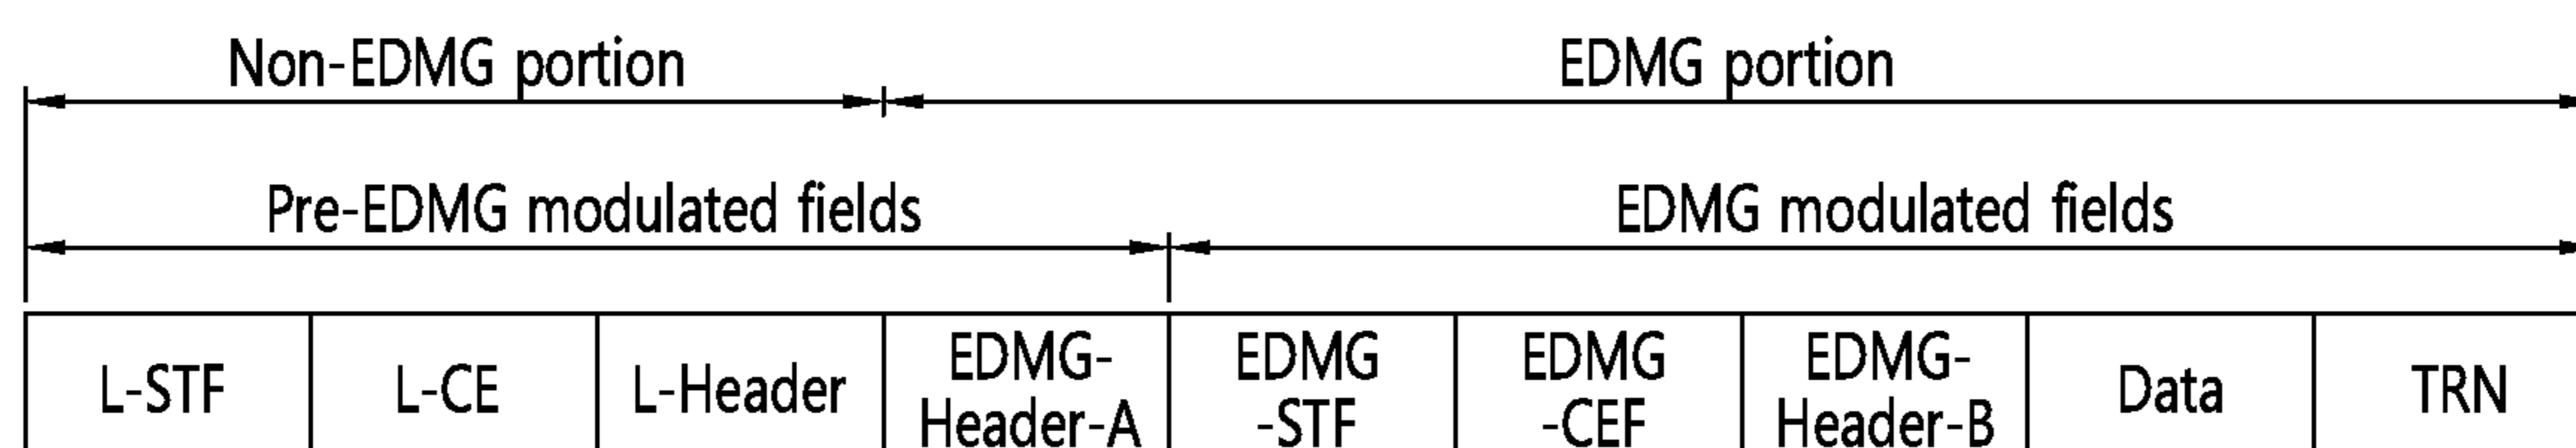 Non-EDMG portion EDMG portion
Pre-EDMG modulated fields EDMG modulated fields
L-STF L-CE L-Header EDMG-Header-A EDMG-STF EDMG-CEF EDMG-Header-B Data TRN